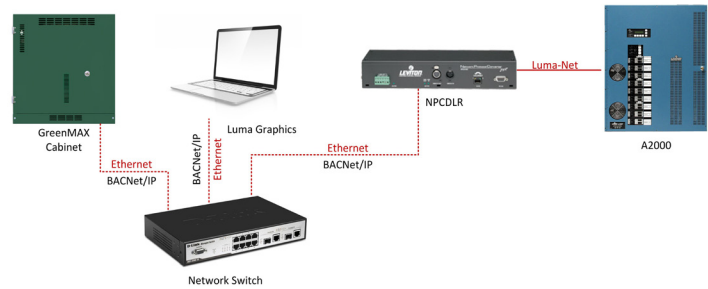 GreenMAX
Cabinet
Luma Graphics
LEVITON
NPCDLR
Luma-Net
A2000
Ethernet
BACNet/IP
BACNet/IP
Ethernet
Ethernet
BACNet/IP
Network Switch